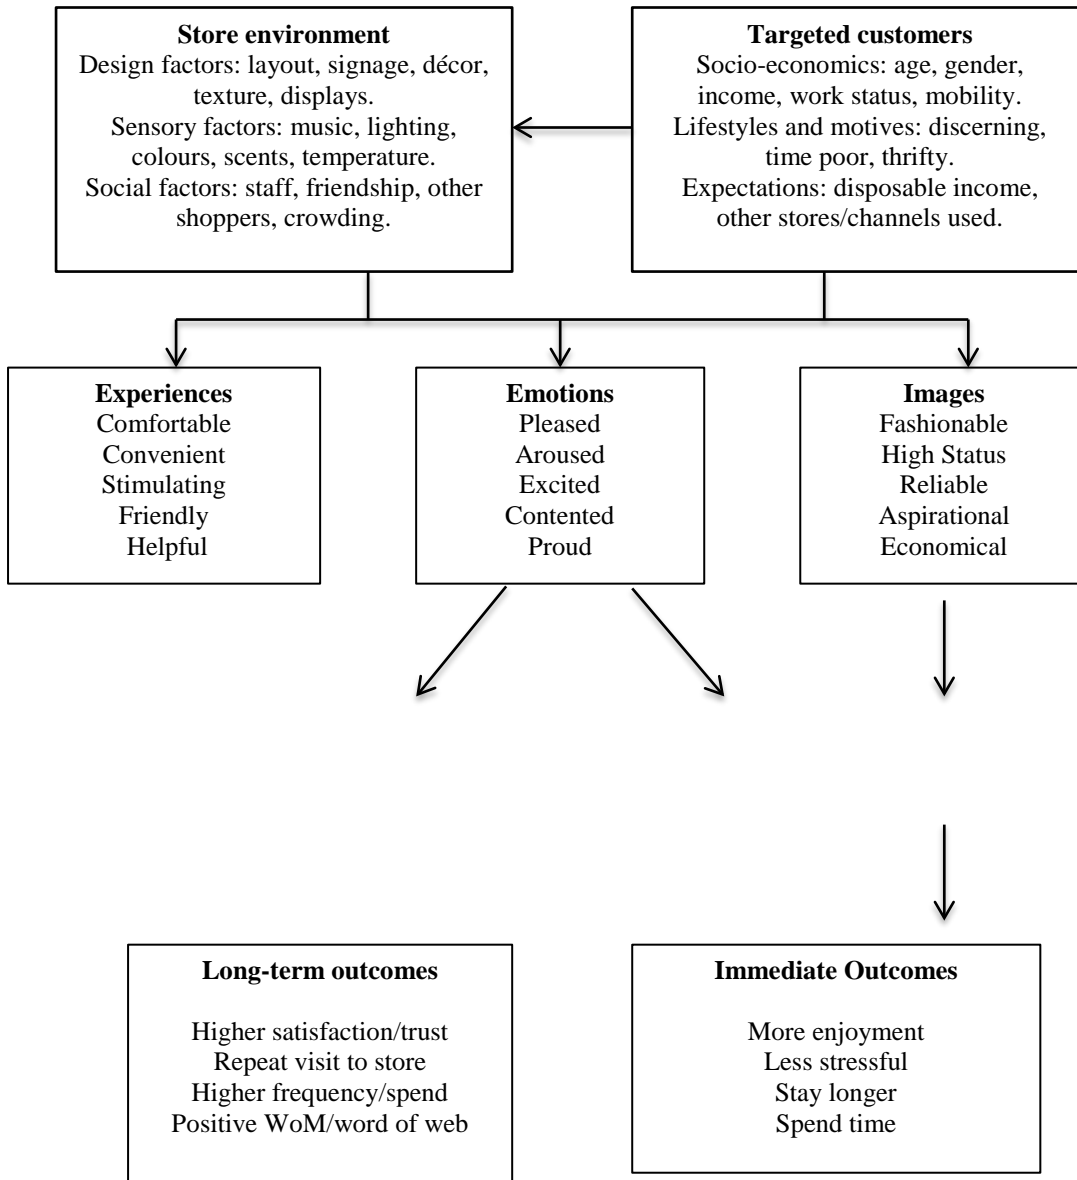 Store environment
Design factors: layout, signage, décor,
texture, displays.
Sensory factors: music, lighting,
colours, scents, temperature.
Social factors: staff, friendship, other
shoppers, crowding.
Targeted customers
Socio-economics: age, gender,
income, work status, mobility.
Lifestyles and motives: discerning,
time poor, thrifty.
Expectations: disposable income,
other stores/channels used.
Experiences
Comfortable
Convenient
Stimulating
Friendly
Helpful
Emotions
Pleased
Aroused
Excited
Contented
Proud
Images
Fashionable
High Status
Reliable
Aspirational
Economical
Long-term outcomes
Higher satisfaction/trust
Repeat visit to store
Higher frequency/spend
Positive WoM/word of web
Immediate Outcomes
More enjoyment
Less stressful
Stay longer
Spend time